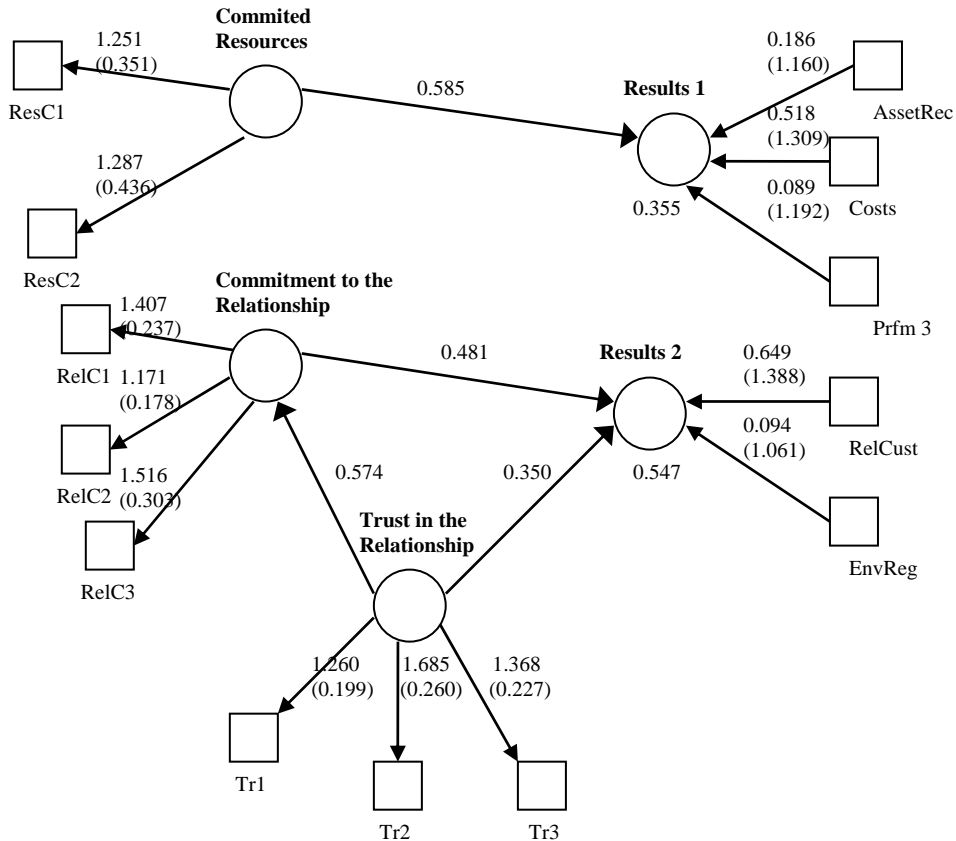 Commited
Resources
1.251
(0.351)
ResC1
0.585
Results 1
0.186
(1.160)
AssetRec
0.518
(1.309)
1.287
(0.436)
0.089
(1.192)
Costs
0.355
ResC2
Commitment to the
Relationship
1.407
(0.237)
Prfm 3
RelC1
0.481
Results 2
0.649
(1.388)
1.171
(0.178)
0.094
(1.061)
RelCust
RelC2
1.516
(0.303)
0.574
0.350
0.547
Trust in the
Relationship
EnvReg
RelC3
1.260
(0.199)
1.685
(0.260)
1.368
(0.227)
Tr1
Tr2
Tr3